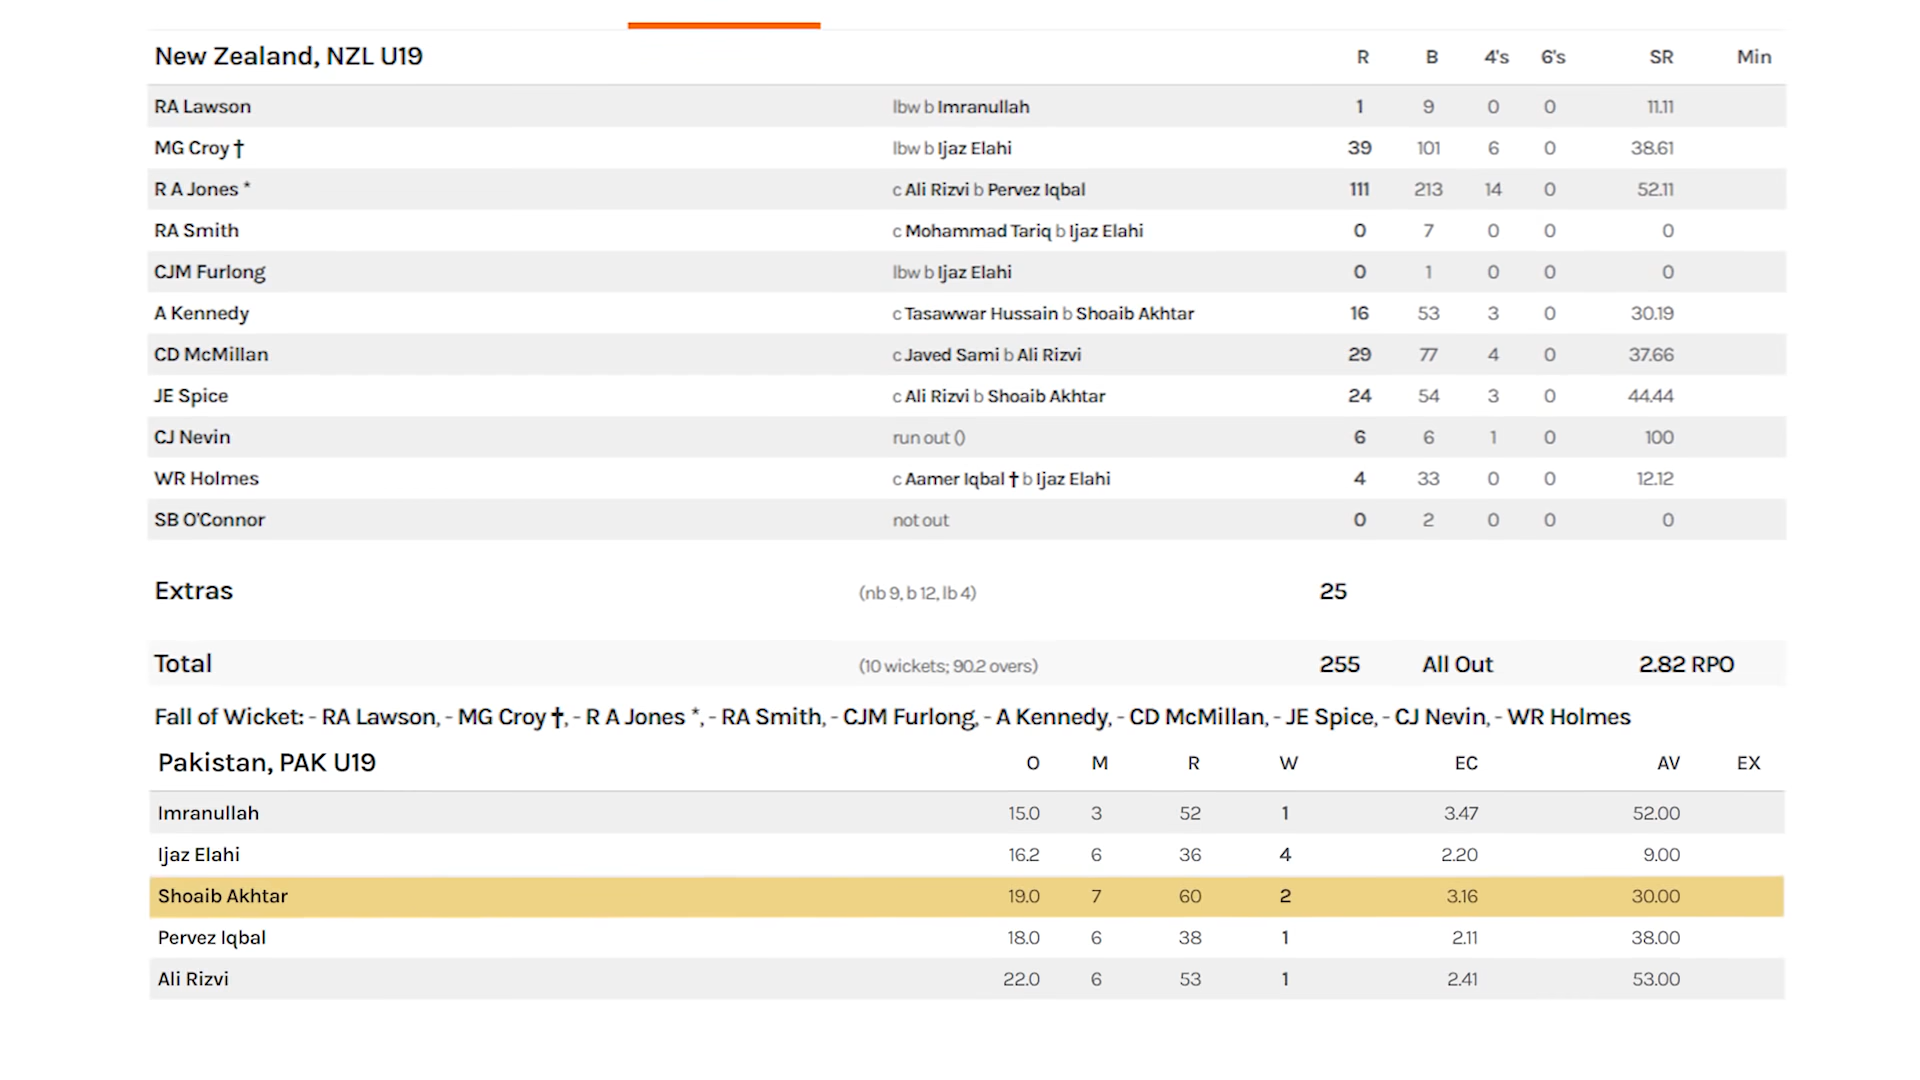 New Zealand, NZL U19 R B 4's 6's SR Min
RA Lawson lbw b Imranullah 1 9 0 0 11.11
MG Croy † lbw b Ijaz Elahi 39 101 6 0 38.61
R A Jones * c Ali Rizvi b Pervez Iqbal 111 213 14 0 52.11
RA Smith c Mohammad Tariq b Ijaz Elahi 0 7 0 0 0
CJM Furlong lbw b Ijaz Elahi 0 1 0 0 0
A Kennedy c Tasawwar Hussain b Shoaib Akhtar 16 53 3 0 30.19
CD McMillan c Javed Sami b Ali Rizvi 29 77 4 0 37.66
JE Spice c Ali Rizvi b Shoaib Akhtar 24 54 3 0 44.44
CJ Nevin run out () 6 6 1 0 100
WR Holmes c Aamer Iqbal † b Ijaz Elahi 4 33 0 0 12.12
SB O'Connor not out 0 2 0 0 0
Extras (nb 9, b 12, lb 4) 25
Total (10 wickets; 90.2 overs) 255 All Out 2.82 RPO
Fall of Wicket: - RA Lawson, - MG Croy †, - R A Jones *, - RA Smith, - CJM Furlong, - A Kennedy, - CD McMillan, - JE Spice, - CJ Nevin, - WR Holmes
Pakistan, PAK U19 O M R W EC AV EX
Imranullah 15.0 3 52 1 3.47 52.00
Ijaz Elahi 16.2 6 36 4 2.20 9.00
Shoaib Akhtar 19.0 7 60 2 3.16 30.00
Pervez Iqbal 18.0 6 38 1 2.11 38.00
Ali Rizvi 22.0 6 53 1 2.41 53.00